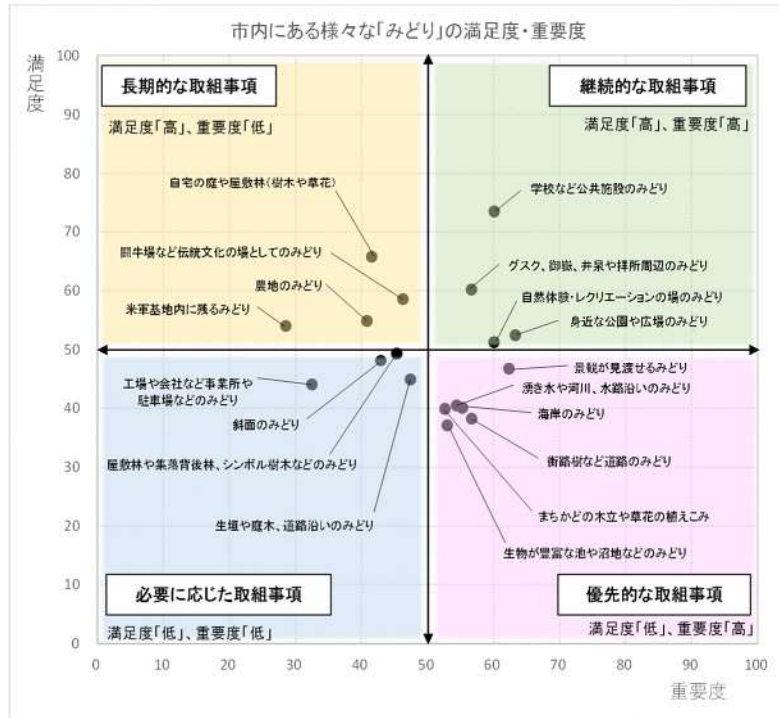 市内にある様々な「みどり」の満足度・重要度
満足度
100
90
80
70
60
50
40
30
20
10
0
長期的な取組事項
満足度「高」、重要度「低」
継続的な取組事項
満足度「高」、重要度「高」
自宅の庭や屋敷林(樹木や草花)
学校など公共施設のみどり
闘牛場など伝統文化の場としてのみどり
グスク、御嶽、井泉や拝所周辺のみどり
農地のみどり
自然体験・レクリエーションの場のみどり
米軍基地内に残るみどり
身近な公園や広場のみどり
景観が見渡せるみどり
工場や会社など事業所や
駐車場などのみどり
湧き水や河川、水路沿いのみどり
海岸のみどり
斜面のみどり
街路樹など道路のみどり
屋敷林や集落背後林、シンボル樹木などのみどり
まちかどの木立や草花の植えこみ
生垣や庭木、道路沿いのみどり
生物が豊富な池や沼地などのみどり
必要に応じた取組事項
満足度「低」、重要度「低」
優先的な取組事項
満足度「低」、重要度「高」
0 10 20 30 40 50 60 70 80 90 100
重要度